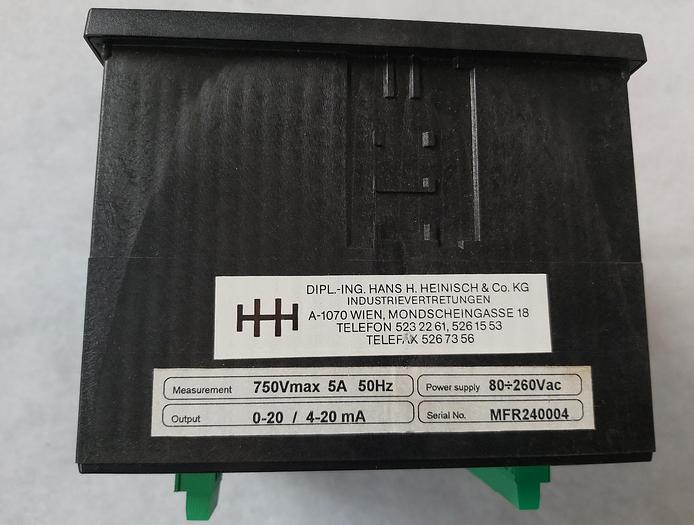 DIPL.-ING. HANS H. HEINISCH & Co. KG
INDUSTRIEVERTRETUNGEN
A-1070 WIEN, MONDSCHEINGASSE 18
TELEFON 523 22 61, 526 15 53
TELEFAX 526 73 56
Measurement 750Vmax 5A 50Hz
Power supply 80÷260Vac
Output 0-20 / 4-20 mA
Serial No. MFR240004